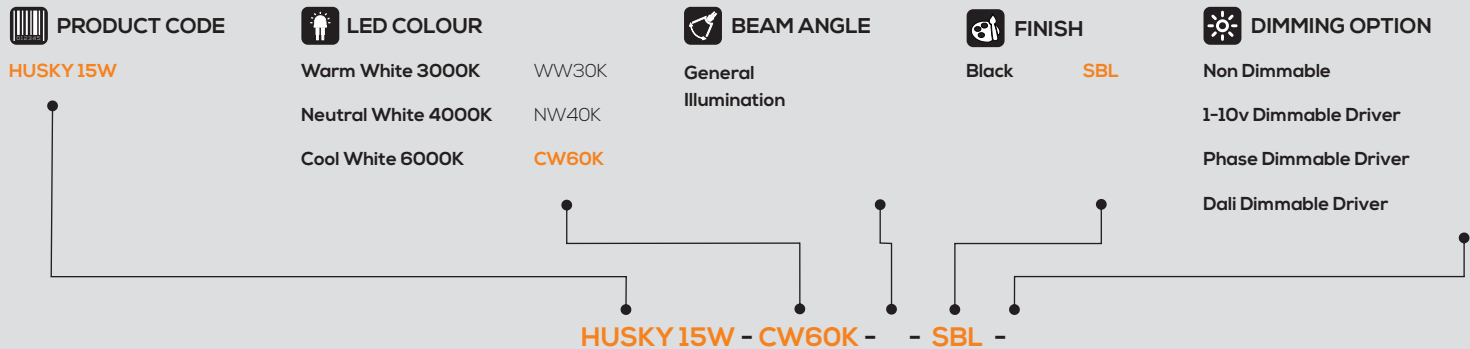 PRODUCT CODE
HUSKY 15W
LED COLOUR
Warm White 3000K WW30K
Neutral White 4000K NW40K
Cool White 6000K CW60K
BEAM ANGLE
General
Illumination
FINISH
Black SBL
DIMMING OPTION
Non Dimmable
1-10v Dimmable Driver
Phase Dimmable Driver
Dali Dimmable Driver
HUSKY 15W - CW60K - - SBL -